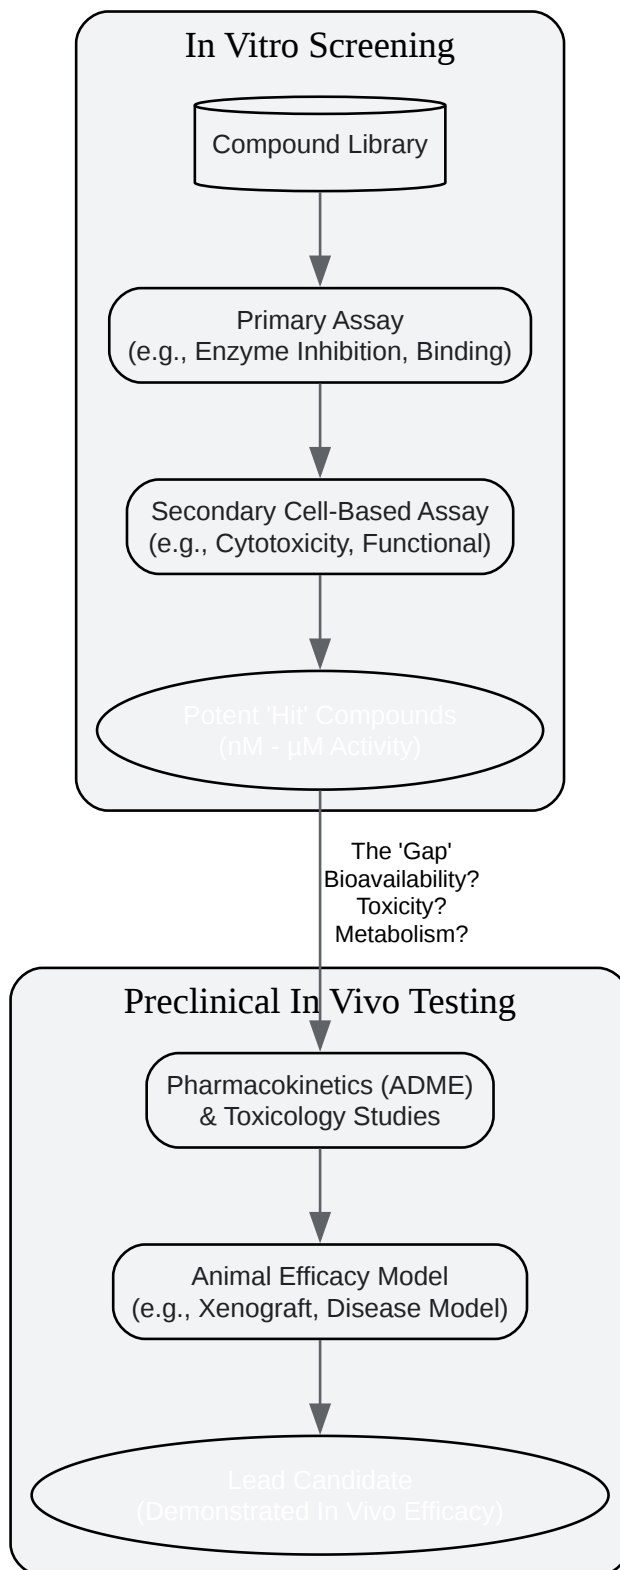 In Vitro Screening
Compound Library
Primary Assay
(e.g., Enzyme Inhibition, Binding)
Secondary Cell-Based Assay
(e.g., Cytotoxicity, Functional)
Potent 'Hit' Compounds
(nM - µM Activity)
The 'Gap'
Bioavailability?
Toxicity?
Metabolism?
Preclinical In Vivo Testing
Pharmacokinetics (ADME)
& Toxicology Studies
Animal Efficacy Model
(e.g., Xenograft, Disease Model)
Lead Candidate
(Demonstrated In Vivo Efficacy)